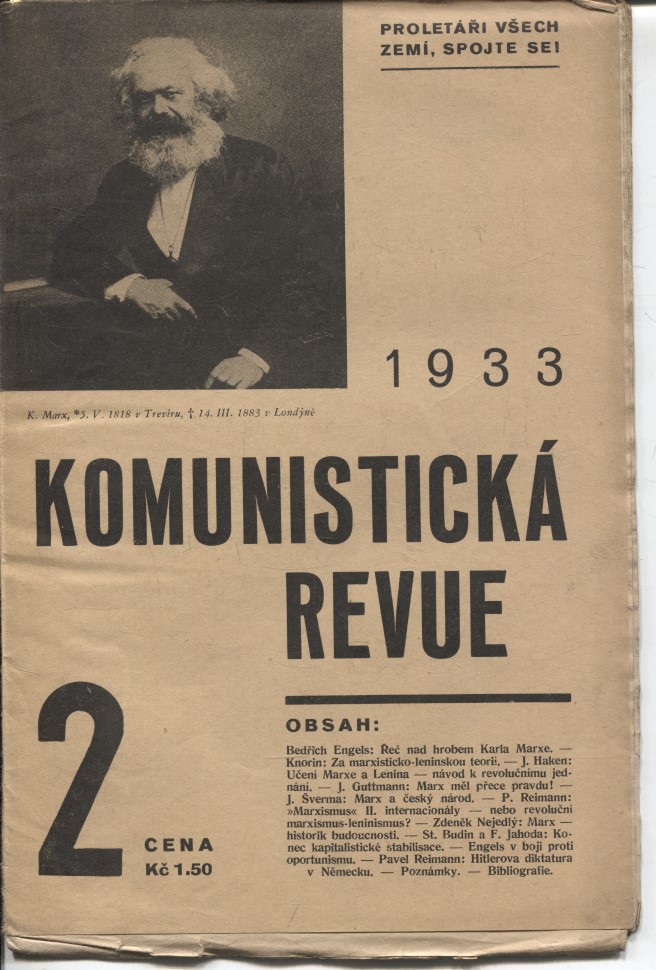 PROLETÁŘI VŠECH
ZEMÍ, SPOJTE SE!
1933
K. Marx, *5. V. 1818 v Trevíru, † 14. III. 1883 v Londýně
KOMUNISTICKÁ
REVUE
2
CENA
Kč 1.50
OBSAH:
Bedřich Engels: Řeč nad hrobem Karla Marxe. —
Knorin: Za marxisticko-leninskou teorii. — J. Haken:
Učení Marxe a Lenina — návod k revolučnímu jed-
nání. — J. Guttmann: Marx měl přece pravdu! —
J. Šverma: Marx a český národ. — P. Reimann:
»Marxismus« II. internacionály — nebo revoluční
marxismus-leninismus? — Zdeněk Nejedlý: Marx —
historik budoucnosti. — St. Budín a F. Jahoda: Ko-
nec kapitalistické stabilisace. — Engels v boji proti
oportunismu. — Pavel Reimann: Hitlerova diktatura
v Německu. — Poznámky. — Bibliografie.